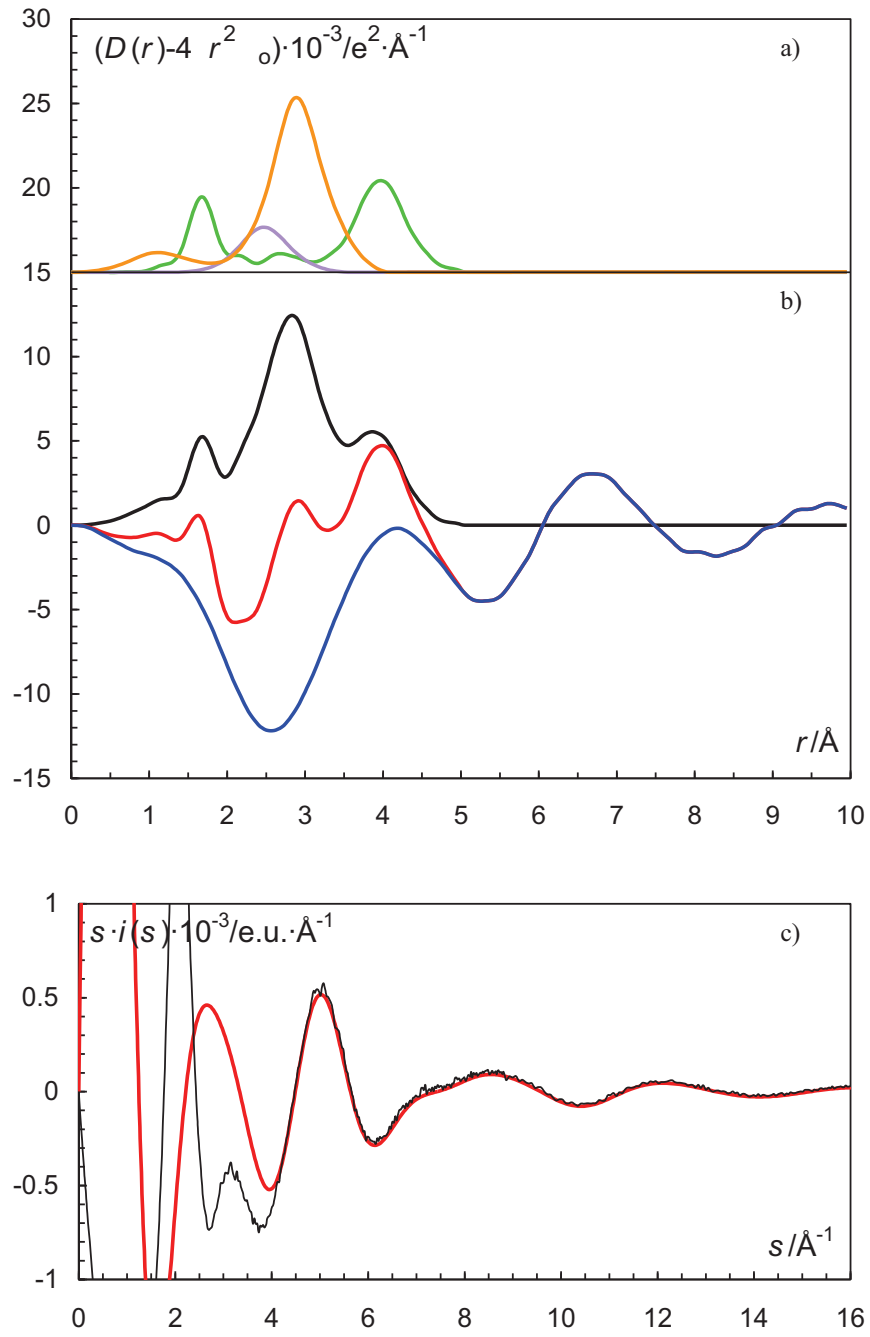 30
(D(r)-4 r² ₒ)·10⁻³/e²·Å⁻¹
a)
25
20
15
b)
10
5
0
-5
-10
r/Å
-15
0 1 2 3 4 5 6 7 8 9 10
1
s·i(s)·10⁻³/e.u.·Å⁻¹
c)
0.5
0
-0.5
s/Å⁻¹
-1
0 2 4 6 8 10 12 14 16